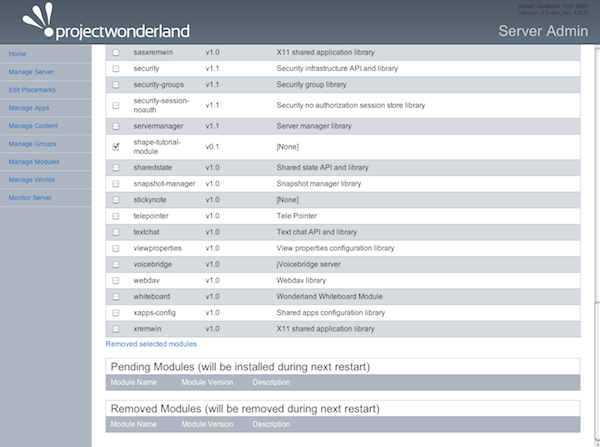 projectwonderland
Server: localhost, Port: 8080
Server Admin
Home
Manage Server
Edit Placemarks
Manage Apps
Manage Content
Manage Groups
Manage Modules
Manage Worlds
Monitor Server
sasxremwin v1.0 X11 shared application library
security v1.1 Security infrastructure API and library
security-groups v1.1 Security group library
security-session-
noauth v1.1 Security no authorization session store library
servermanager v1.1 Server manager library
shape-tutorial-
module v0.1 [None]
sharedstate v1.0 Shared state API and library
snapshot-manager v1.0 Snapshot manager library
stickynote v1.0 [None]
telepointer v1.0 Tele Pointer
textchat v1.0 Text chat API and library
viewproperties v1.0 View properties configuration library
voicebridge v1.0 jVoicebridge server
webdav v1.0 Webdav library
whiteboard v1.0 Wonderland Whiteboard Module
xapps-config v1.0 Shared apps configuration library
xremwin v1.0 X11 shared application library
Removed selected modules
Pending Modules (will be installed during next restart)
Module Name Module Version Description
Removed Modules (will be removed during next restart)
Module Name Module Version Description